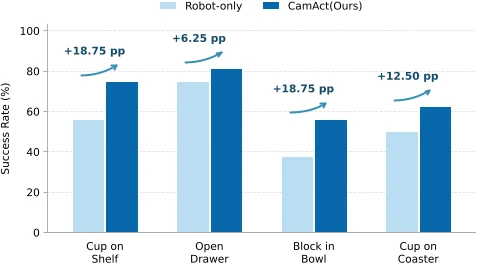 Robot-only CamAct(Ours)
100
80
60
40
20
0
Success Rate (%)
+18.75 pp
+6.25 pp
+18.75 pp
+12.50 pp
Cup on
Shelf
Open
Drawer
Block in
Bowl
Cup on
Coaster